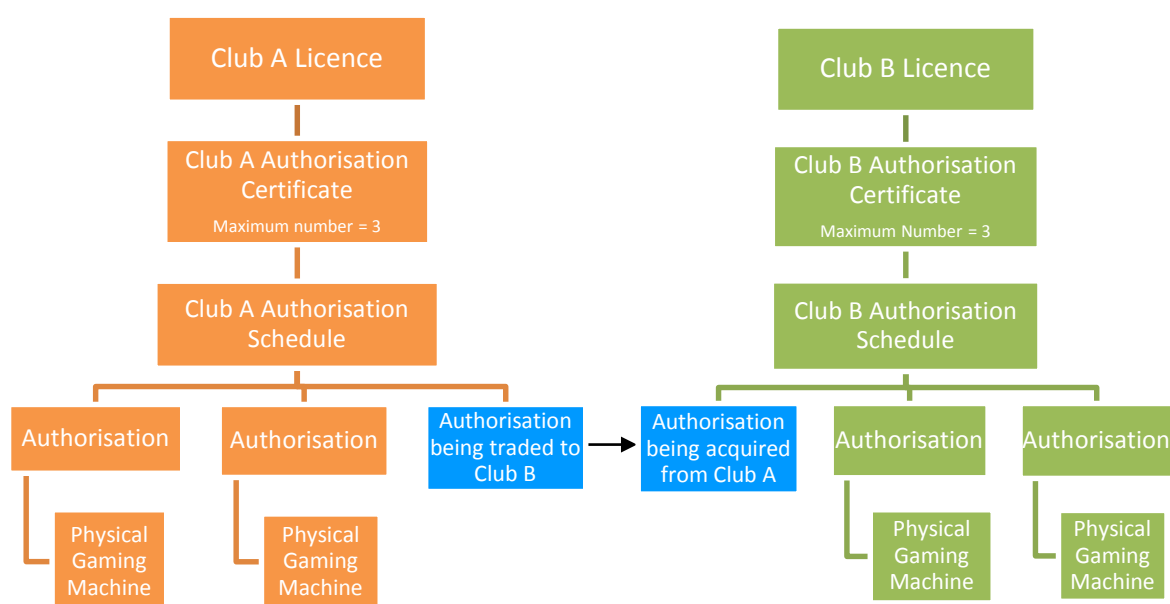 Club A Licence
Club B Licence
Club A Authorisation
Certificate
Maximum number = 3
Club B Authorisation
Certificate
Maximum Number = 3
Club A Authorisation
Schedule
Club B Authorisation
Schedule
Authorisation
Authorisation
Authorisation
being traded to
Club B
Authorisation
being acquired
from Club A
Authorisation
Authorisation
Physical
Gaming
Machine
Physical
Gaming
Machine
Physical
Gaming
Machine
Physical
Gaming
Machine